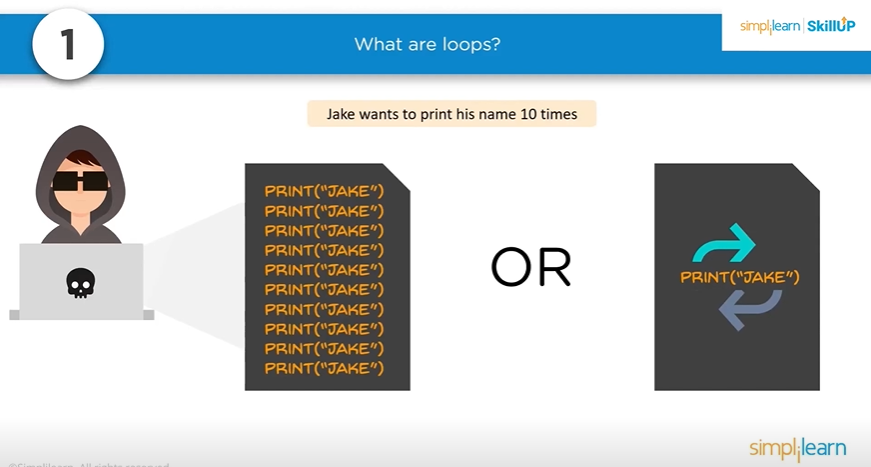 1
What are loops?
simplilearn | SkillUP
Jake wants to print his name 10 times
PRINT("JAKE")
PRINT("JAKE")
PRINT("JAKE")
PRINT("JAKE")
PRINT("JAKE")
PRINT("JAKE")
PRINT("JAKE")
PRINT("JAKE")
PRINT("JAKE")
PRINT("JAKE")
OR
PRINT("JAKE")
simplilearn
©Simplilearn. All rights reserved